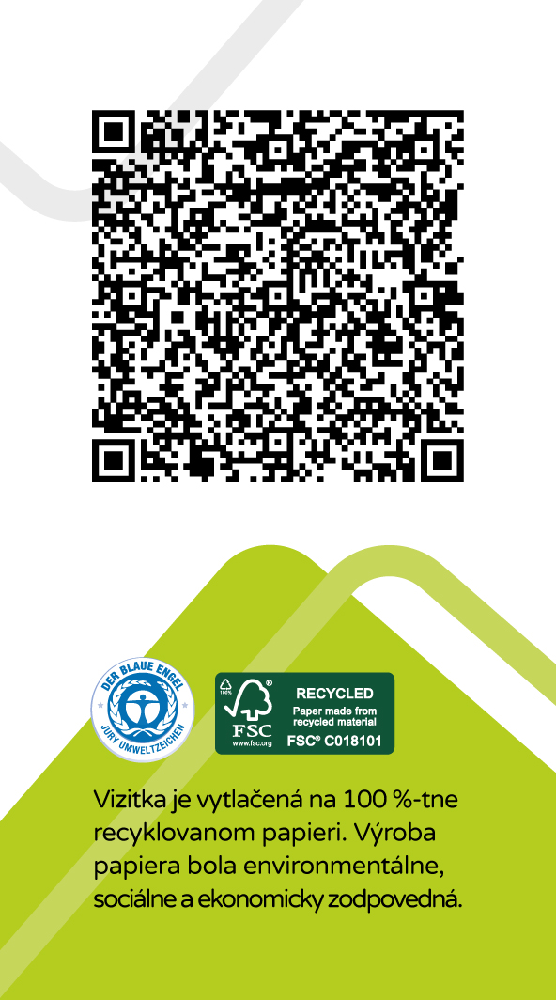 DER BLAUE ENGEL
JURY UMWELTZEICHEN
100%
®
FSC
www.fsc.org
RECYCLED
Paper made from
recycled material
FSC® C018101
Vizitka je vytlačená na 100 %-tne
recyklovanom papieri. Výroba
papiera bola environmentálne,
sociálne a ekonomicky zodpovedná.